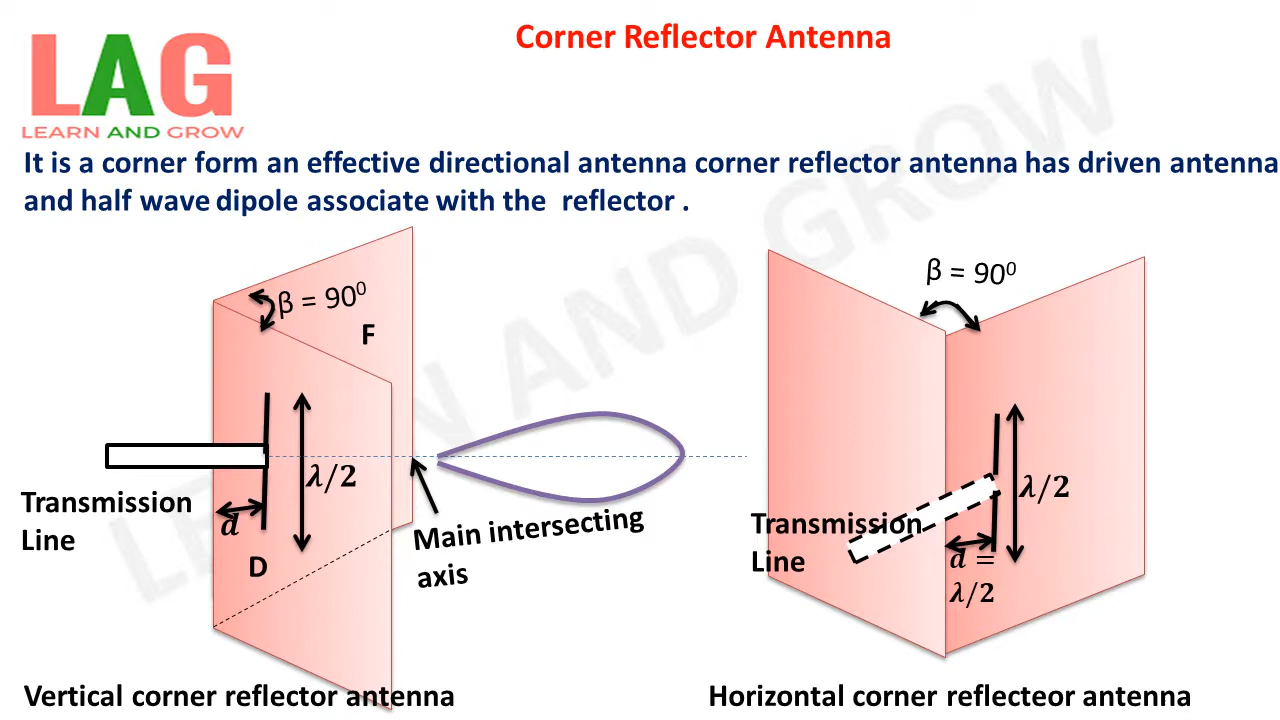 Corner Reflector Antenna
LAG
LEARN AND GROW
It is a corner form an effective directional antenna corner reflector antenna has driven antenna
and half wave dipole associate with the reflector .
β = 90⁰
F
λ/2
Transmission
Line
d
D
Main intersecting
axis
Vertical corner reflector antenna
β = 90⁰
λ/2
Transmission
Line
d =
λ/2
Horizontal corner reflecteor antenna
LEARN AND GROW